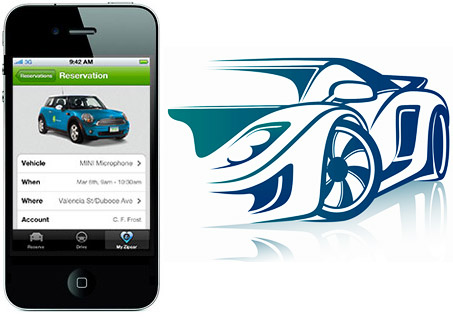 3G 9:42 AM
Reservations Reservation
Vehicle MINI Microphone
When Mar 6th, 9am - 10:30am
Where Valencia St/Duboce Ave
Account C. F. Frost
Reserve Drive My Zipcar